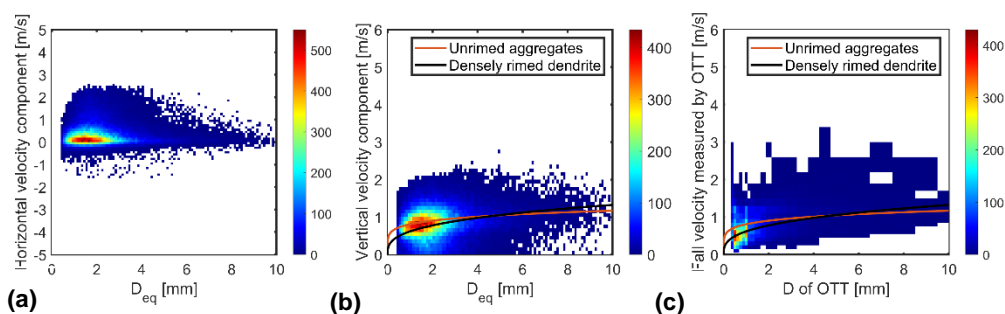 Horizontal velocity component [m/s]
5
4
3
2
1
0
-1
-2
-3
-4
-5
0 2 4 6 8 10
D_eq [mm]
500
400
300
200
100
0
(a)
Vertical velocity component [m/s]
6
5
4
3
2
1
0
Unrimed aggregates
Densely rimed dendrite
0 2 4 6 8 10
D_eq [mm]
400
300
200
100
0
(b)
Fall velocity measured by OTT [m/s]
6
5
4
3
2
1
0
Unrimed aggregates
Densely rimed dendrite
0 2 4 6 8 10
D of OTT [mm]
400
300
200
100
0
(c)